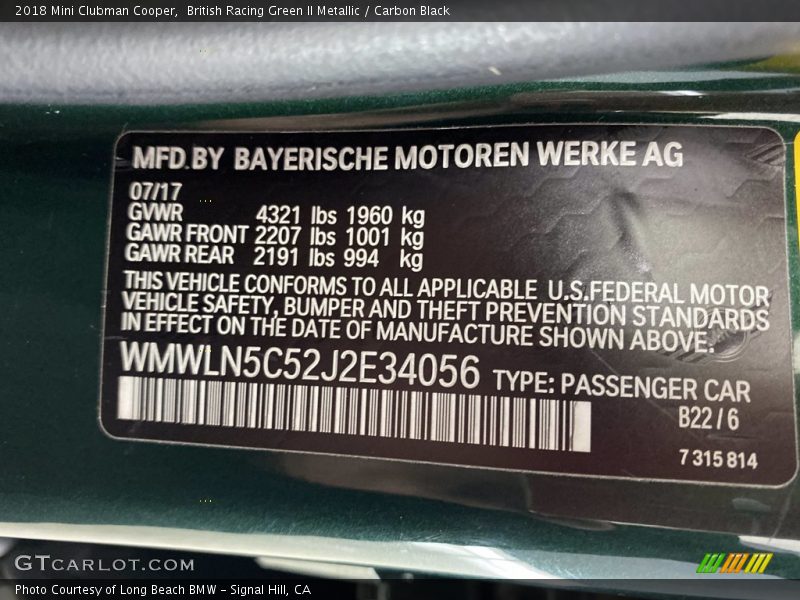 2018 Mini Clubman Cooper,  British Racing Green II Metallic / Carbon Black
MFD.BY BAYERISCHE MOTOREN WERKE AG
07/17
GVWR 4321 lbs 1960 kg
GAWR FRONT 2207 lbs 1001 kg
GAWR REAR 2191 lbs 994 kg
THIS VEHICLE CONFORMS TO ALL APPLICABLE U.S.FEDERAL MOTOR
VEHICLE SAFETY, BUMPER AND THEFT PREVENTION STANDARDS
IN EFFECT ON THE DATE OF MANUFACTURE SHOWN ABOVE.
WMWLN5C52J2E34056 TYPE: PASSENGER CAR
B22/6
7 315 814
GTCARLOT.COM
Photo Courtesy of Long Beach BMW – Signal Hill, CA